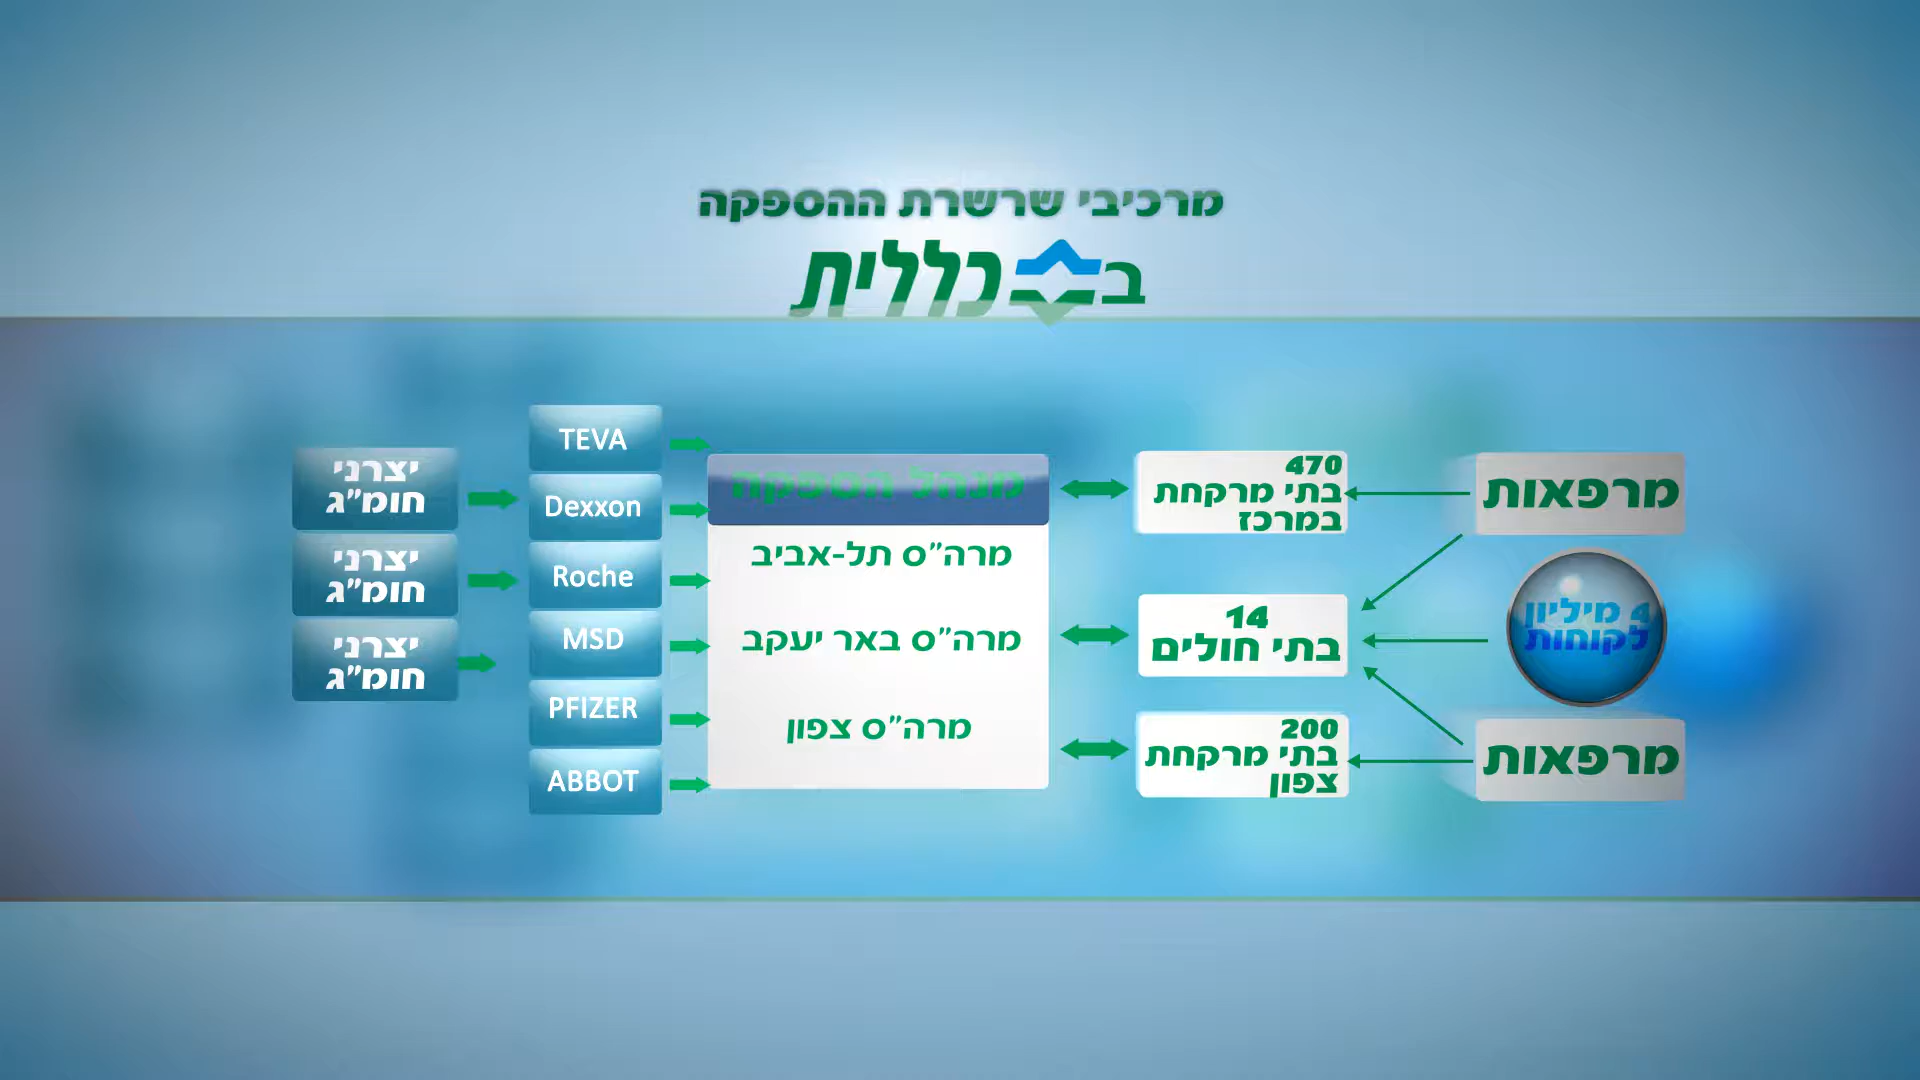 מרכיבי שרשרת ההספקה
ב כללית
מרפאות
4 מיליון
לקוחות
מרפאות
470
בתי מרקחת
במרכז
14
בתי חולים
200
בתי מרקחת
צפון
מנהל הספקה
מרה"ס תל-אביב
מרה"ס באר יעקב
מרה"ס צפון
TEVA
Dexxon
Roche
MSD
PFIZER
ABBOT
יצרני
חומ"ג
יצרני
חומ"ג
יצרני
חומ"ג